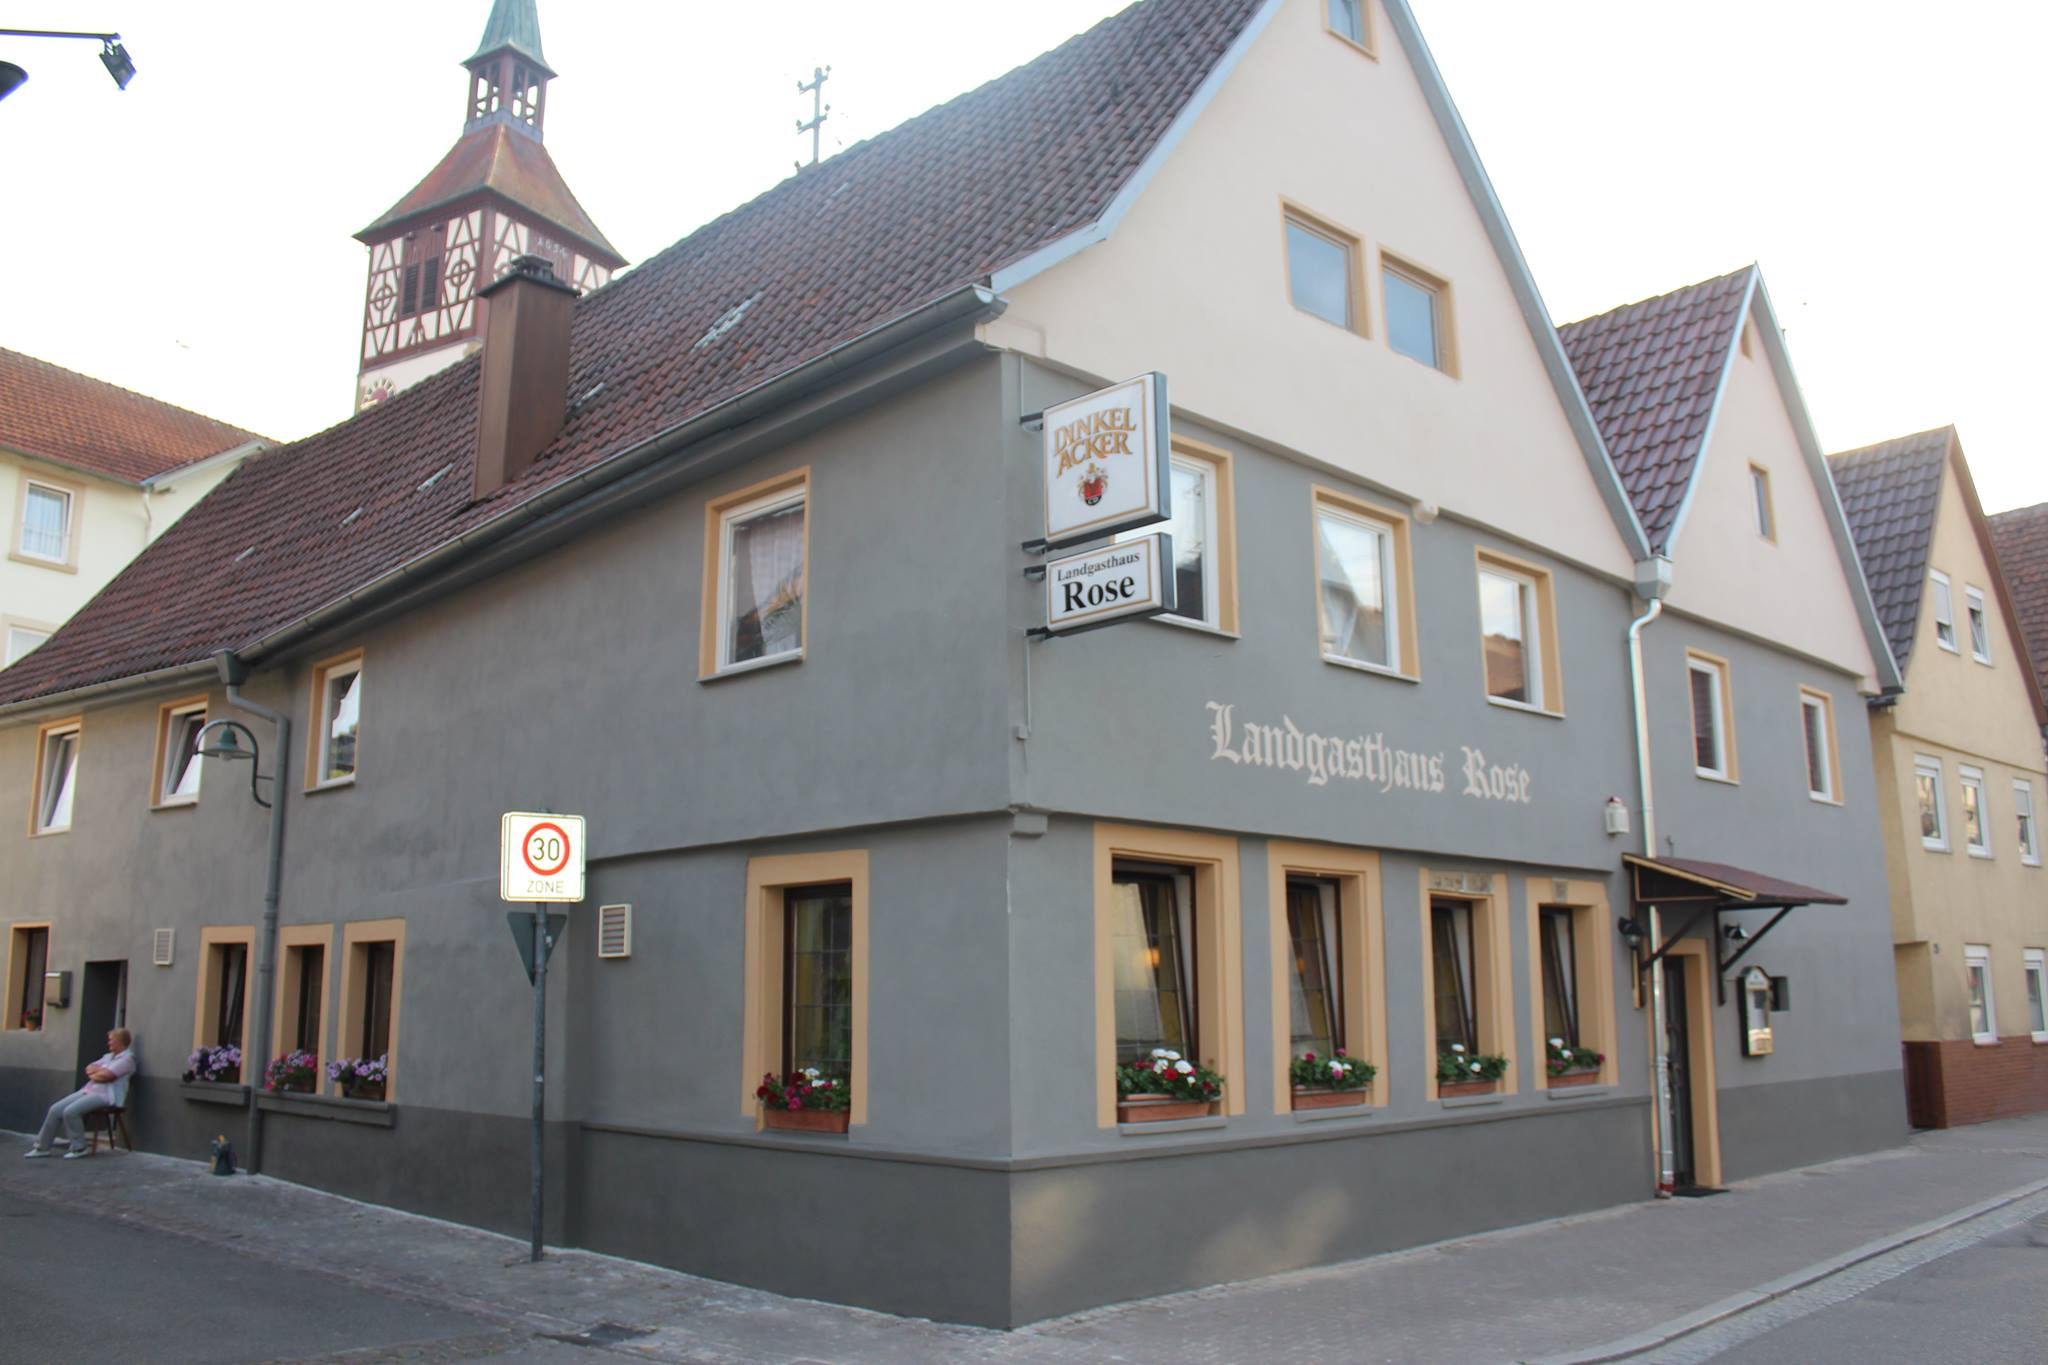 DINKEL
ACKER
Landgasthaus
Rose
Landgasthaus Rose
30
ZONE